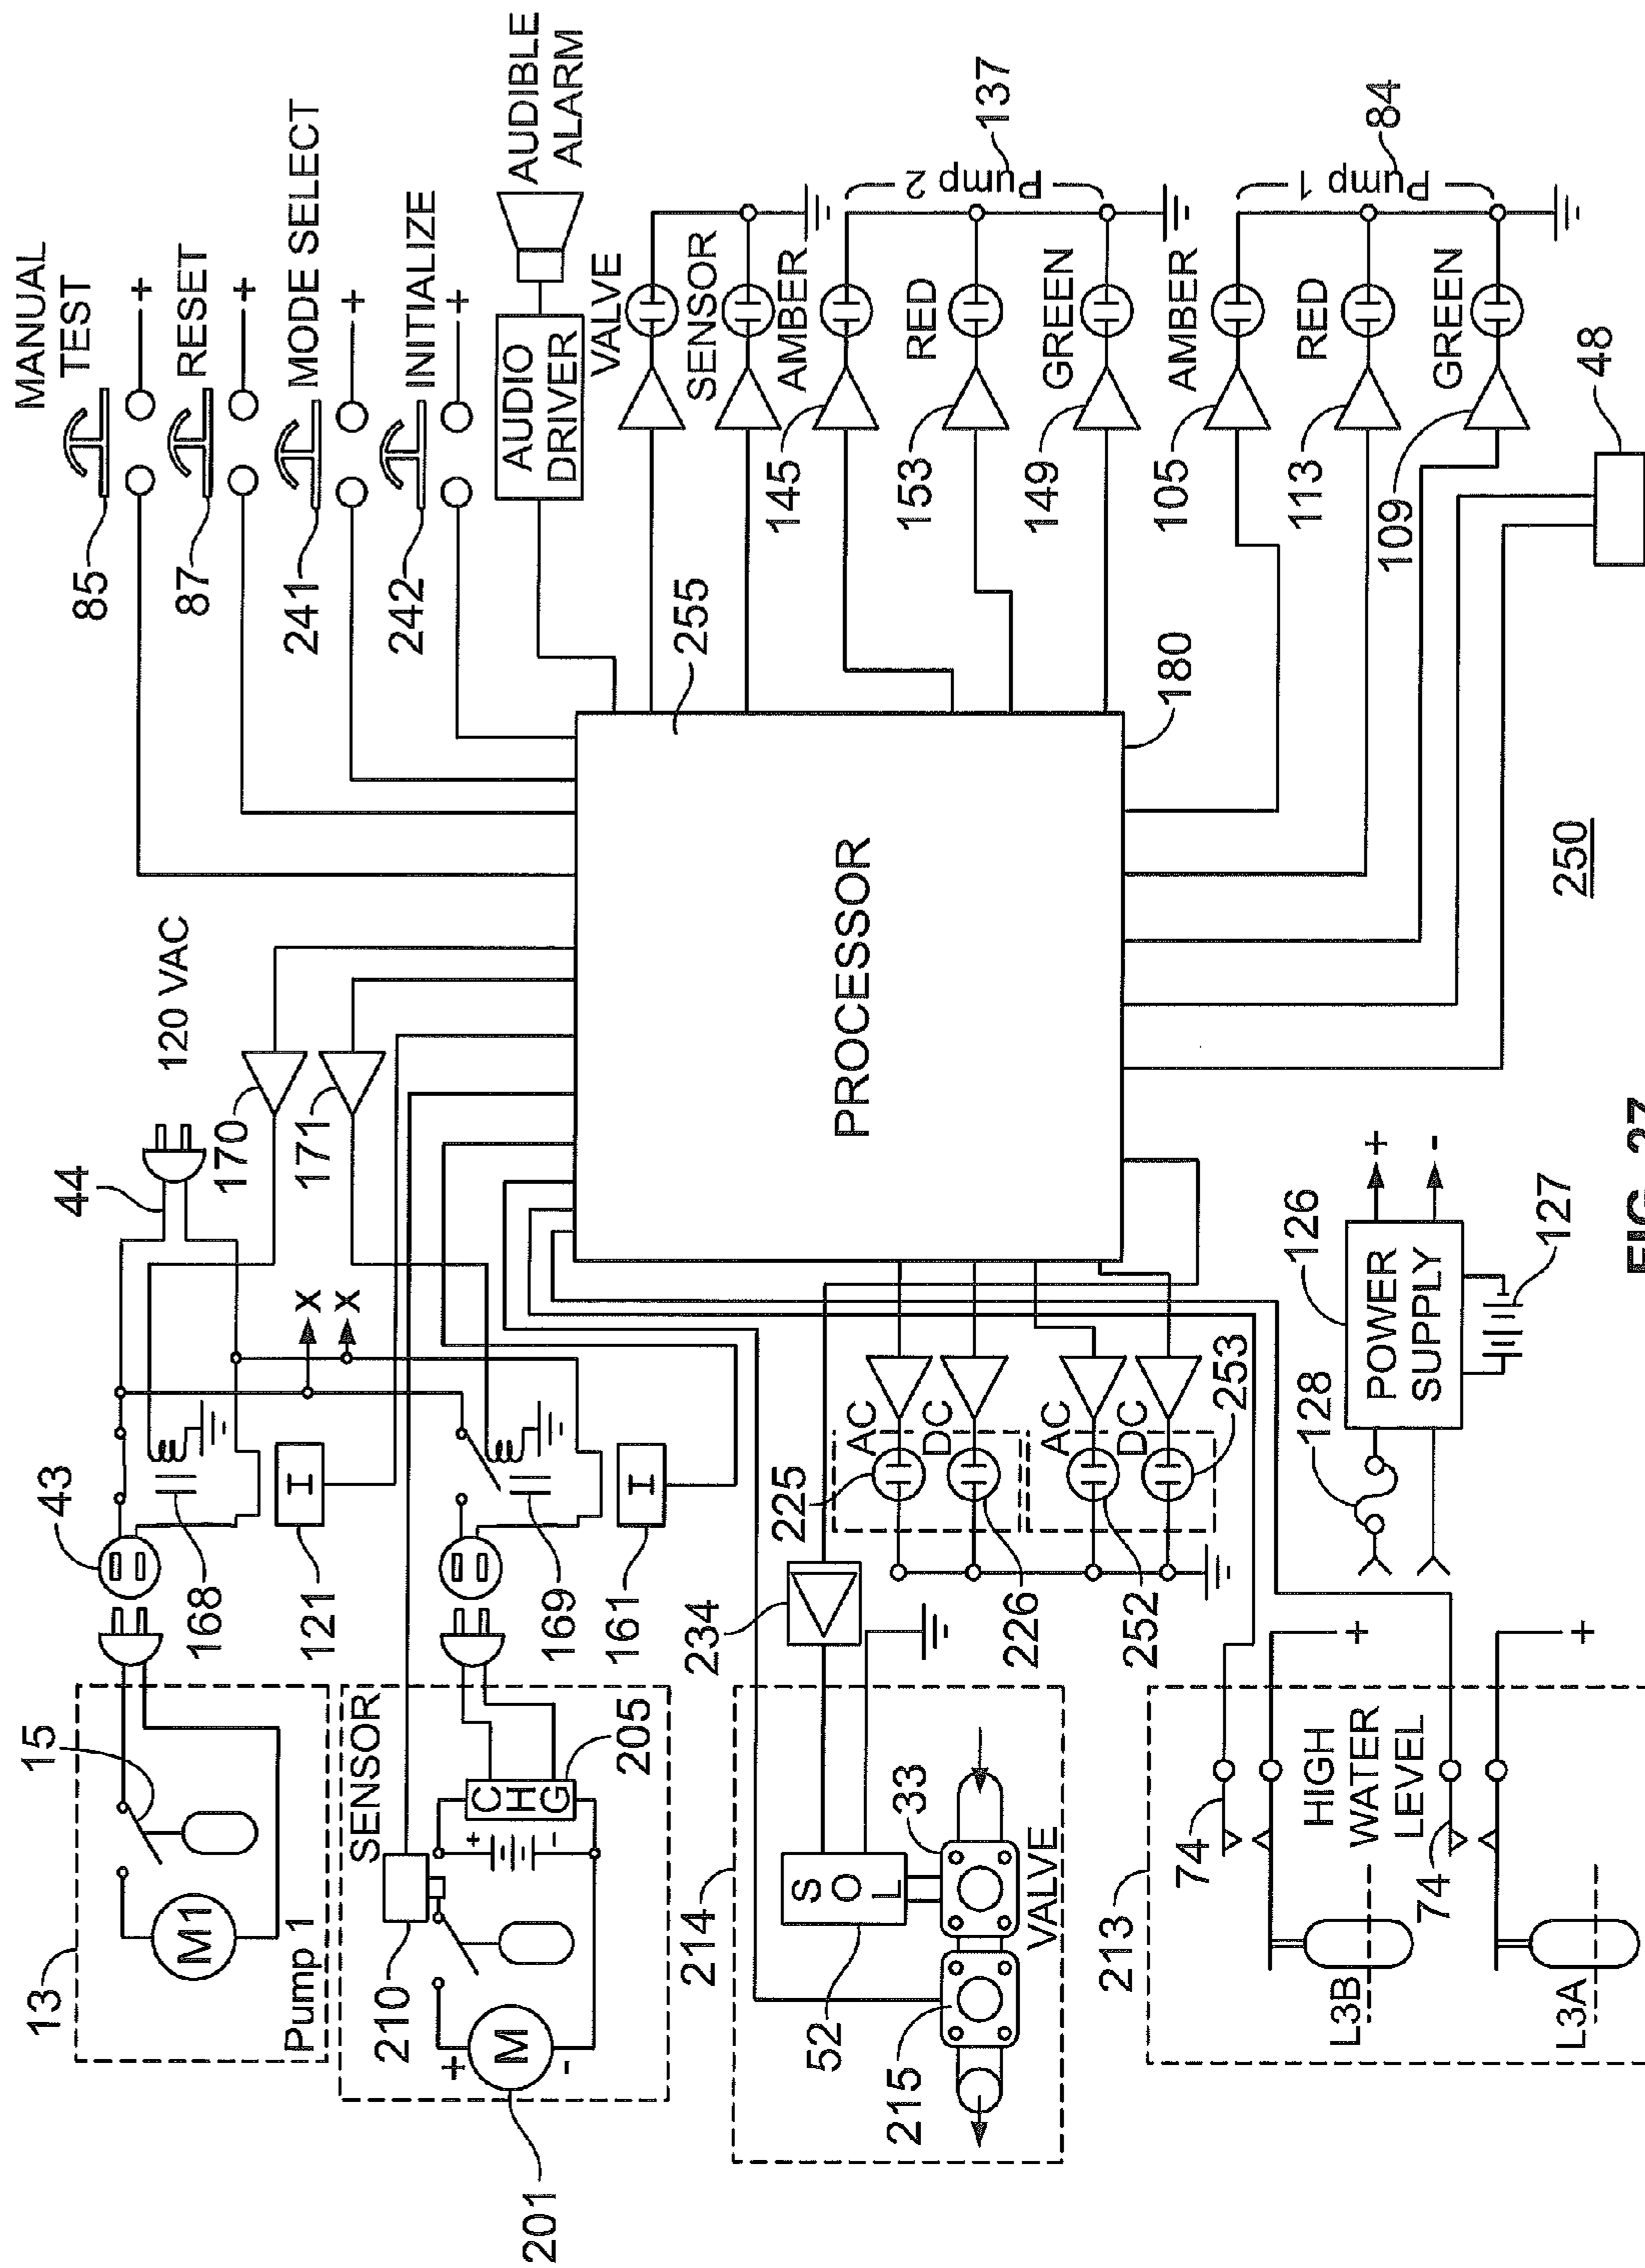 MANUAL
TEST
85
+
RESET
87
+
MODE SELECT
241
+
INITIALIZE
242
+
AUDIO
DRIVER
AUDIBLE
ALARM
VALVE
SENSOR
AMBER
145
RED
153
GREEN
149
Pump 2
137
AMBER
105
RED
113
GREEN
109
Pump 1
84
48
255
180
PROCESSOR
250
120 VAC
44
170
171
X
X
43
168
121
I
169
161
I
15
13
M1
Pump 1
SENSOR
210
C
H
G
205
+
-
+
M
-
201
234
225
AC
DC
226
AC
DC
252
253
214
S
O
L
52
33
215
VALVE
213
74
+
HIGH
WATER
LEVEL
74
+
L3B
L3A
128
126
POWER
SUPPLY
+
-
127
FIG. 27